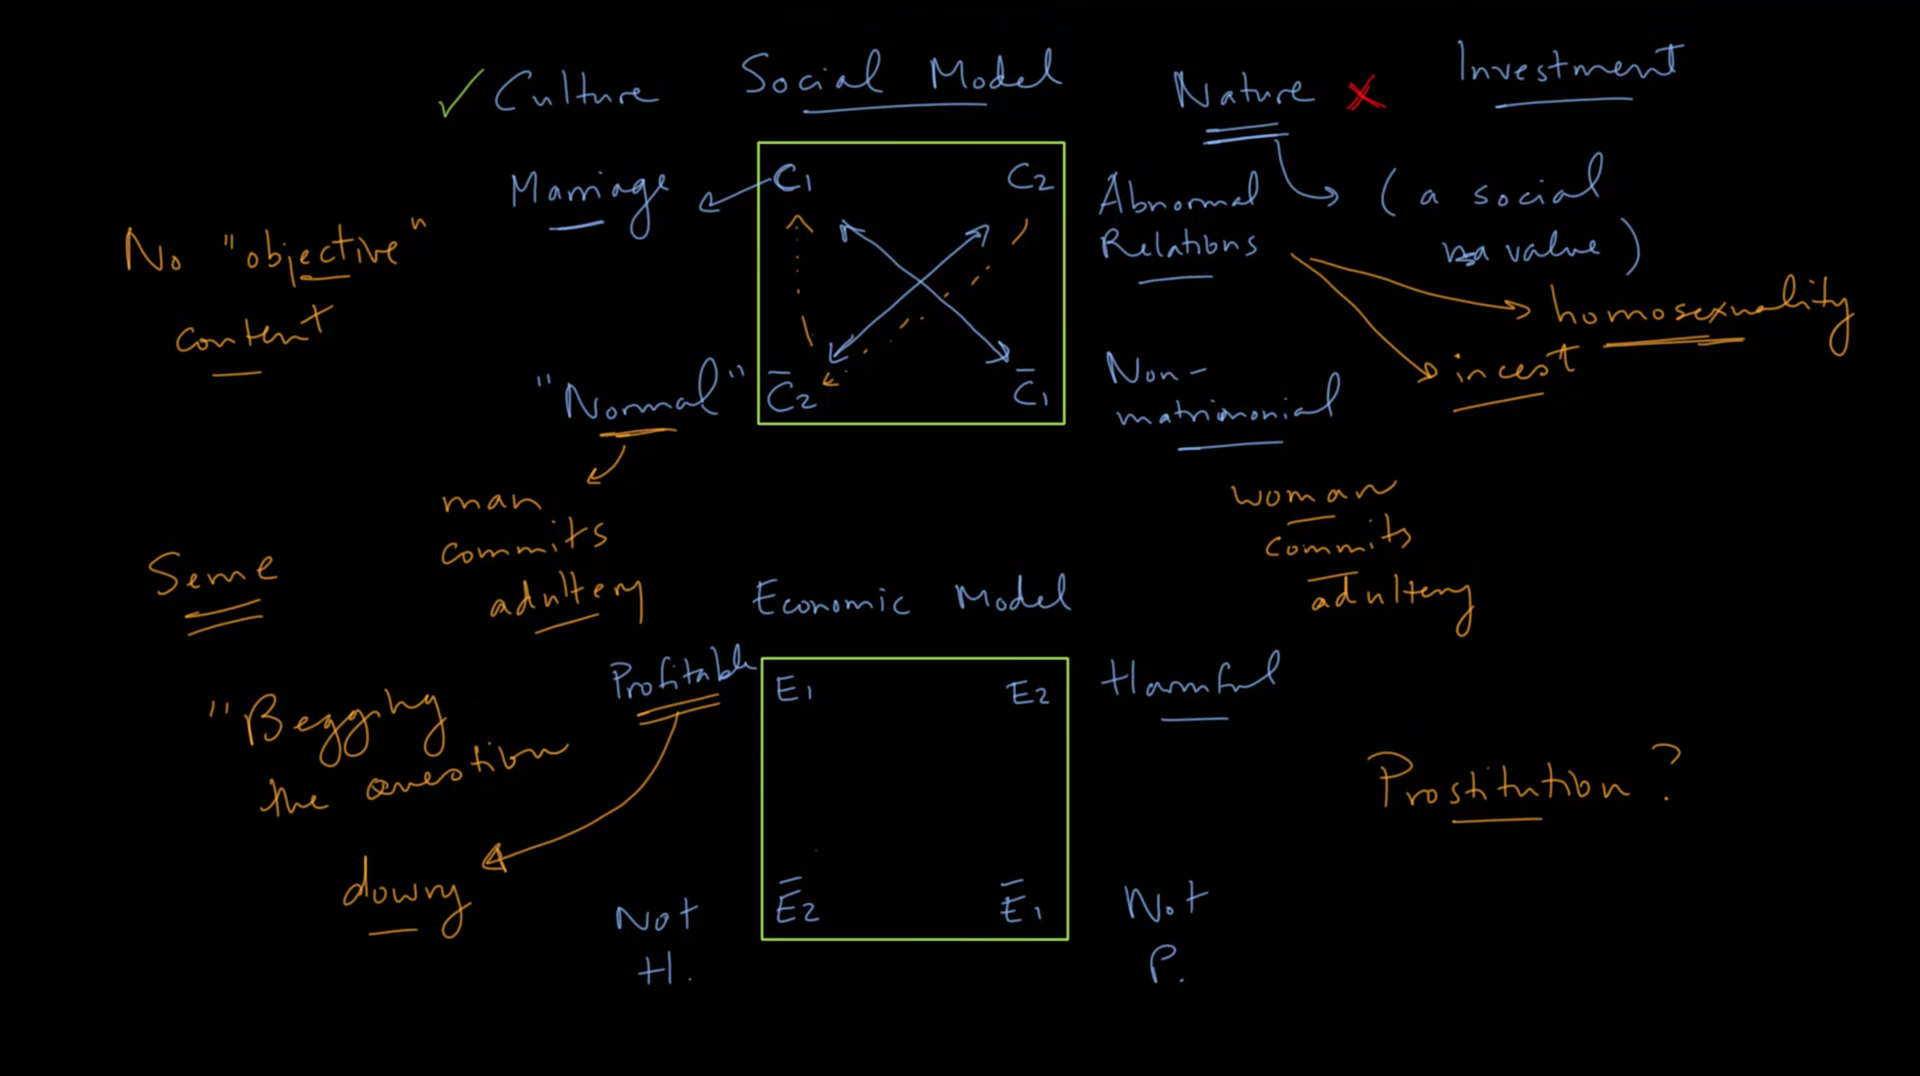 ✓ Culture
Social Model
Nature ✗
Investment
Marriage
C1
C2
Abnormal
Relations
(a social
value)
No "objective"
content
homosexuality
incest
"Normal"
C̅2
C̅1
Non-
matrimonial
man
commits
adultery
woman
commits
adultery
Seme
Economic Model
Profitable
E1
E2
Harmful
"Begging
the question
Prostitution?
dowry
Not
H.
E̅2
E̅1
Not
P.